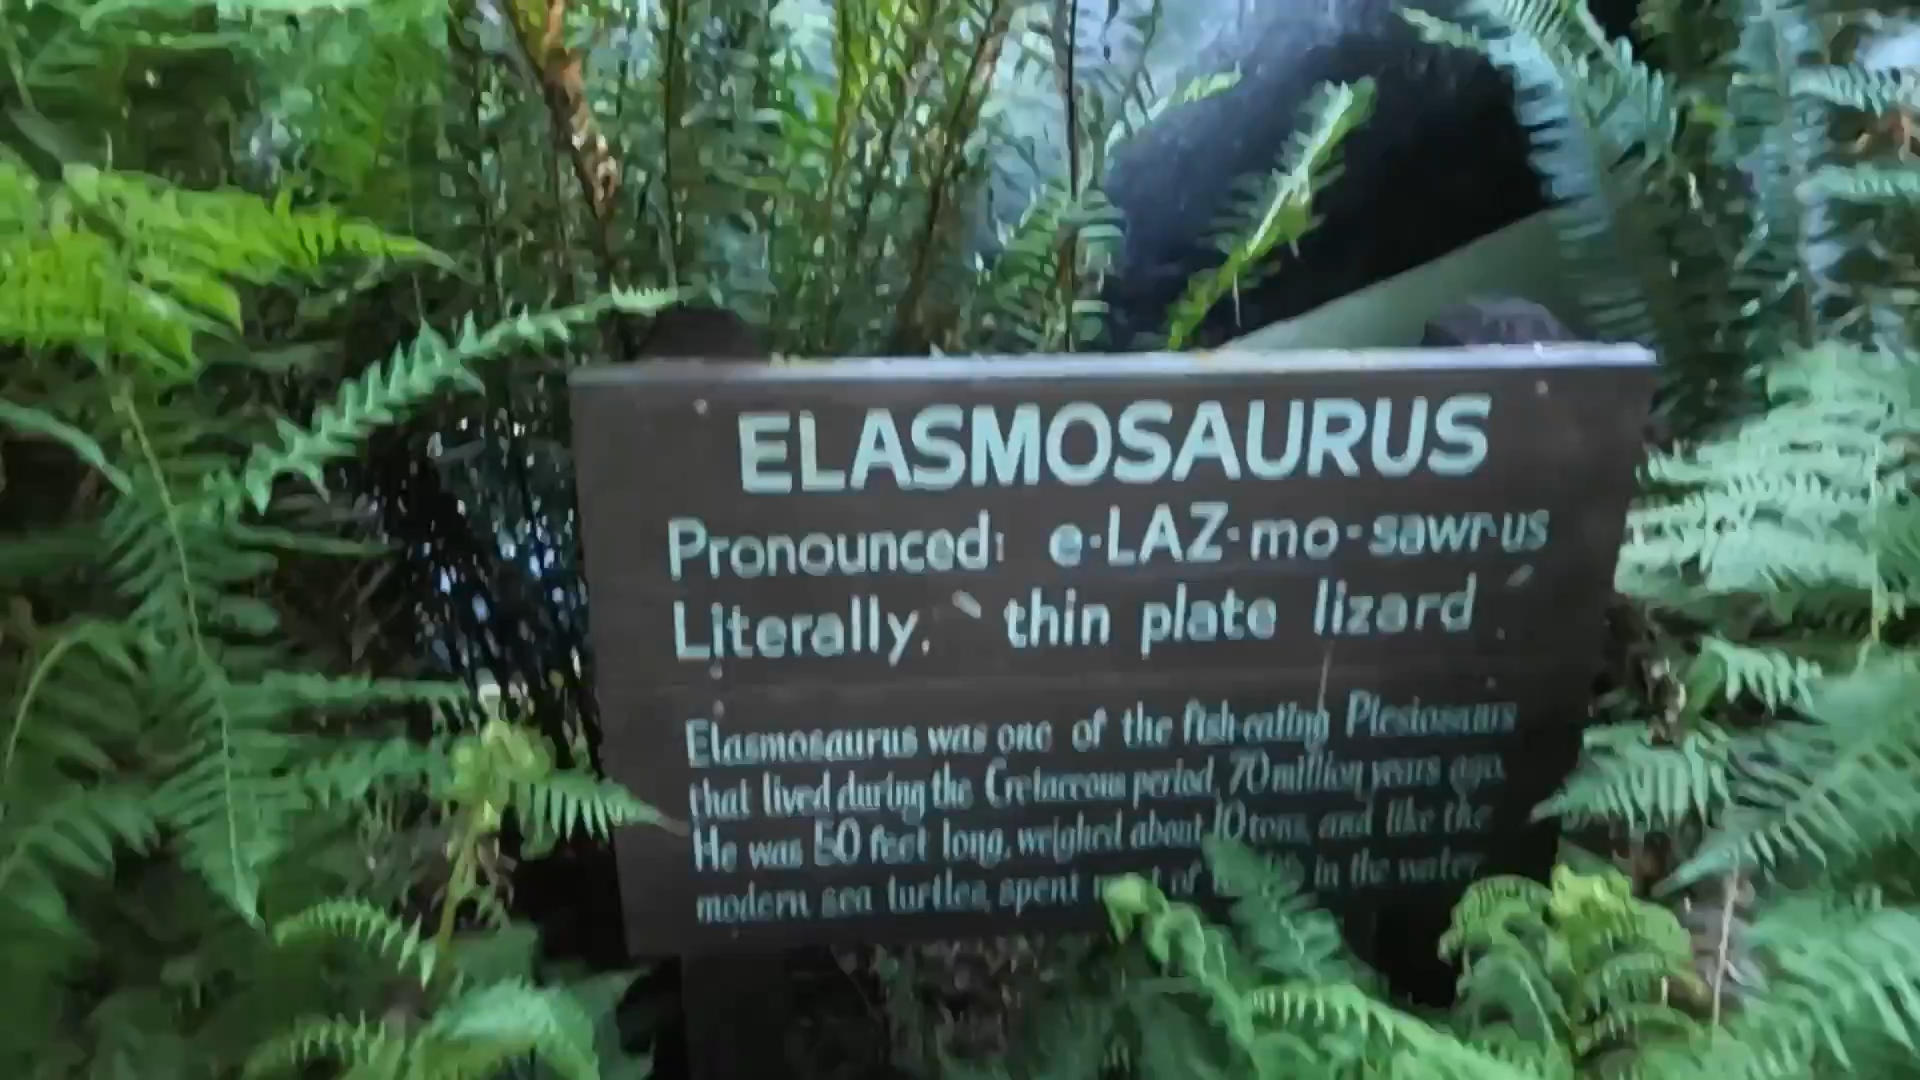 ELASMOSAURUS
Pronounced: e·LAZ·mo-sawr·us
Literally, "thin plate lizard"
Elasmosaurus was one of the fish-eating Plesiosaurs
that lived during the Cretaceous period, 70 million years ago.
He was 50 feet long, weighed about 10 tons, and like the
modern sea turtles, spent of in the water.